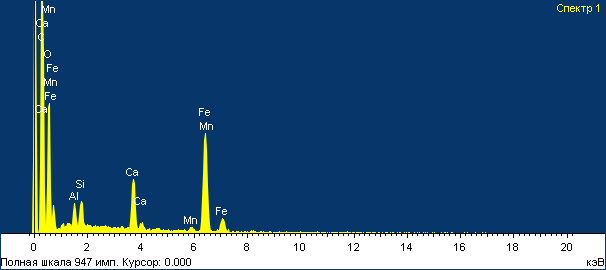 Спектр 1
Mn
Ca
C
O
Fe
Mn
Fe
Ca
Al
Si
Ca
Ca
Mn
Fe
Mn
Fe
0 2 4 6 8 10 12 14 16 18 20
Полная шкала 947 имп. Курсор: 0.000 кэВ